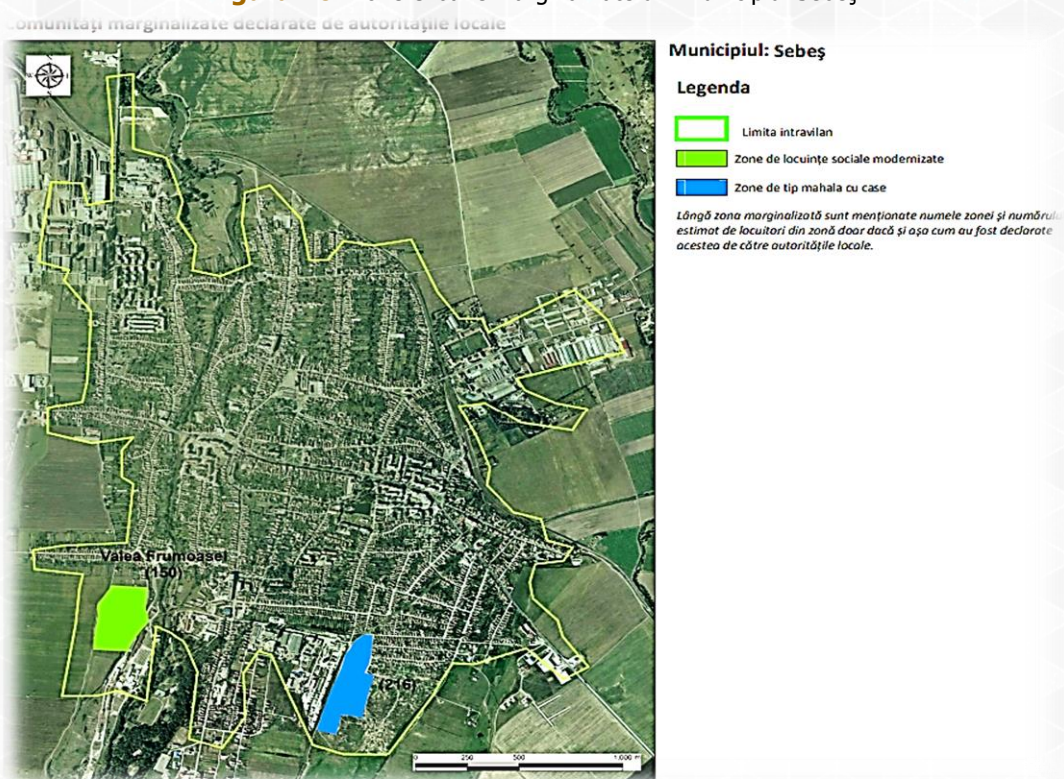 Comunități marginalizate declarate de autoritățile locale
Municipiul: Sebeș
Legenda
Limita intravilan
Zone de locuințe sociale modernizate
Zone de tip mahala cu case
Lângă zona marginalizată sunt menționate numele zonei și numărul
estimat de locuitori din zonă doar dacă și așa cum au fost declarate
acestea de către autoritățile locale.
Valea Frumoasei
(150)
(216)
0 250 500 1.000 m